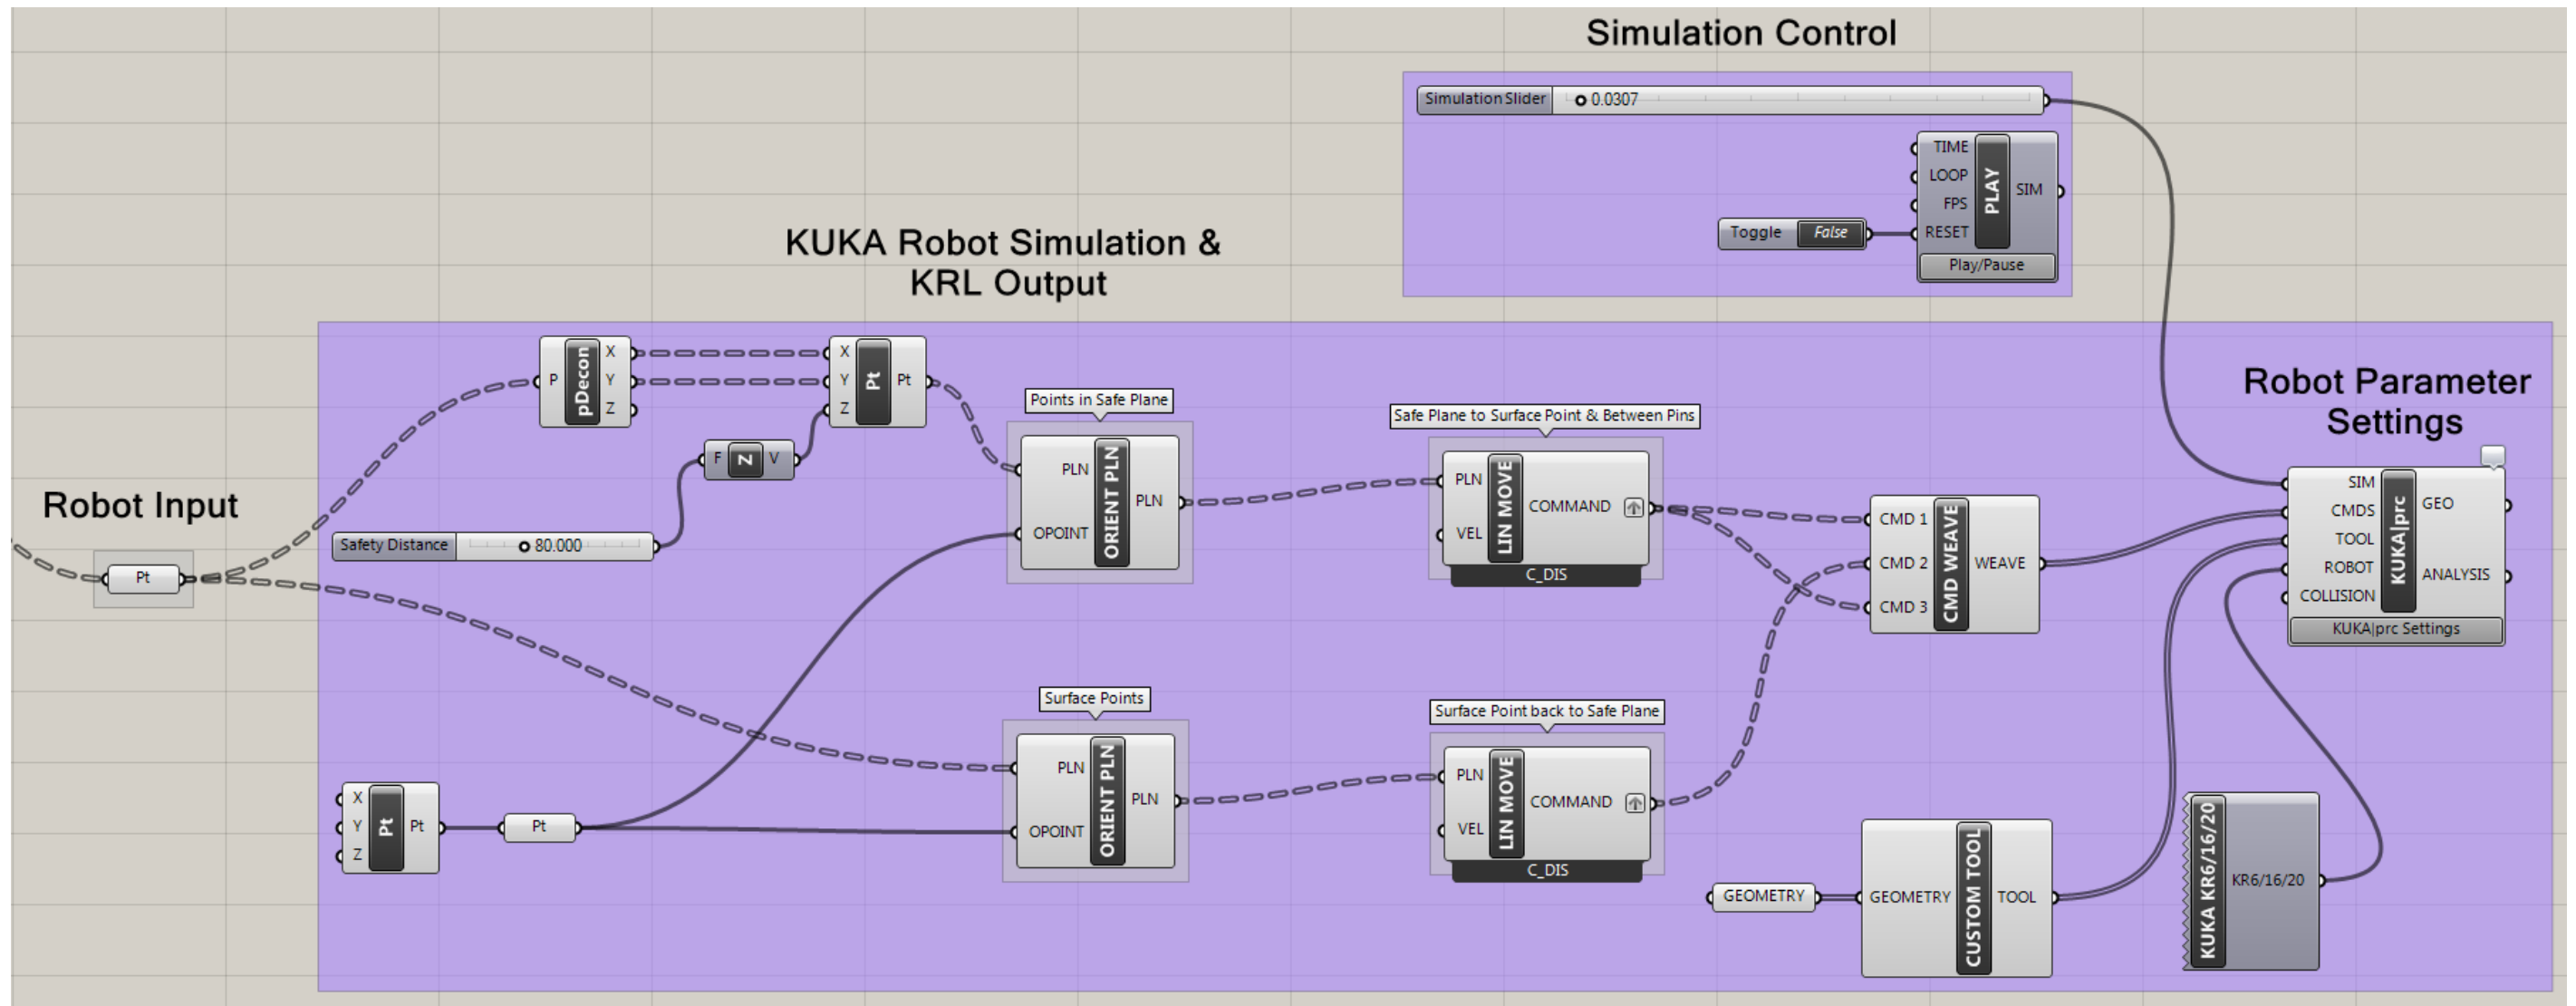 Simulation Control
Simulation Slider 0.0307
TIME
LOOP
FPS
RESET
PLAY
SIM
Play/Pause
Toggle False
KUKA Robot Simulation &
KRL Output
Robot Parameter
Settings
Robot Input
Pt
P pDecon X
Y
Z
X
Y
Z
Pt
Pt
F Z V
Safety Distance 80.000
Points in Safe Plane
PLN
OPOINT
ORIENT PLN
PLN
Safe Plane to Surface Point & Between Pins
PLN
VEL
LIN MOVE
COMMAND
C_DIS
CMD 1
CMD 2
CMD 3
CMD WEAVE
WEAVE
SIM
CMDS
TOOL
ROBOT
COLLISION
KUKA|prc
GEO
ANALYSIS
KUKA|prc Settings
X
Y
Z
Pt
Pt
Pt
Surface Points
PLN
OPOINT
ORIENT PLN
PLN
Surface Point back to Safe Plane
PLN
VEL
LIN MOVE
COMMAND
C_DIS
GEOMETRY
GEOMETRY
CUSTOM TOOL
TOOL
KUKA KR6/16/20
KR6/16/20